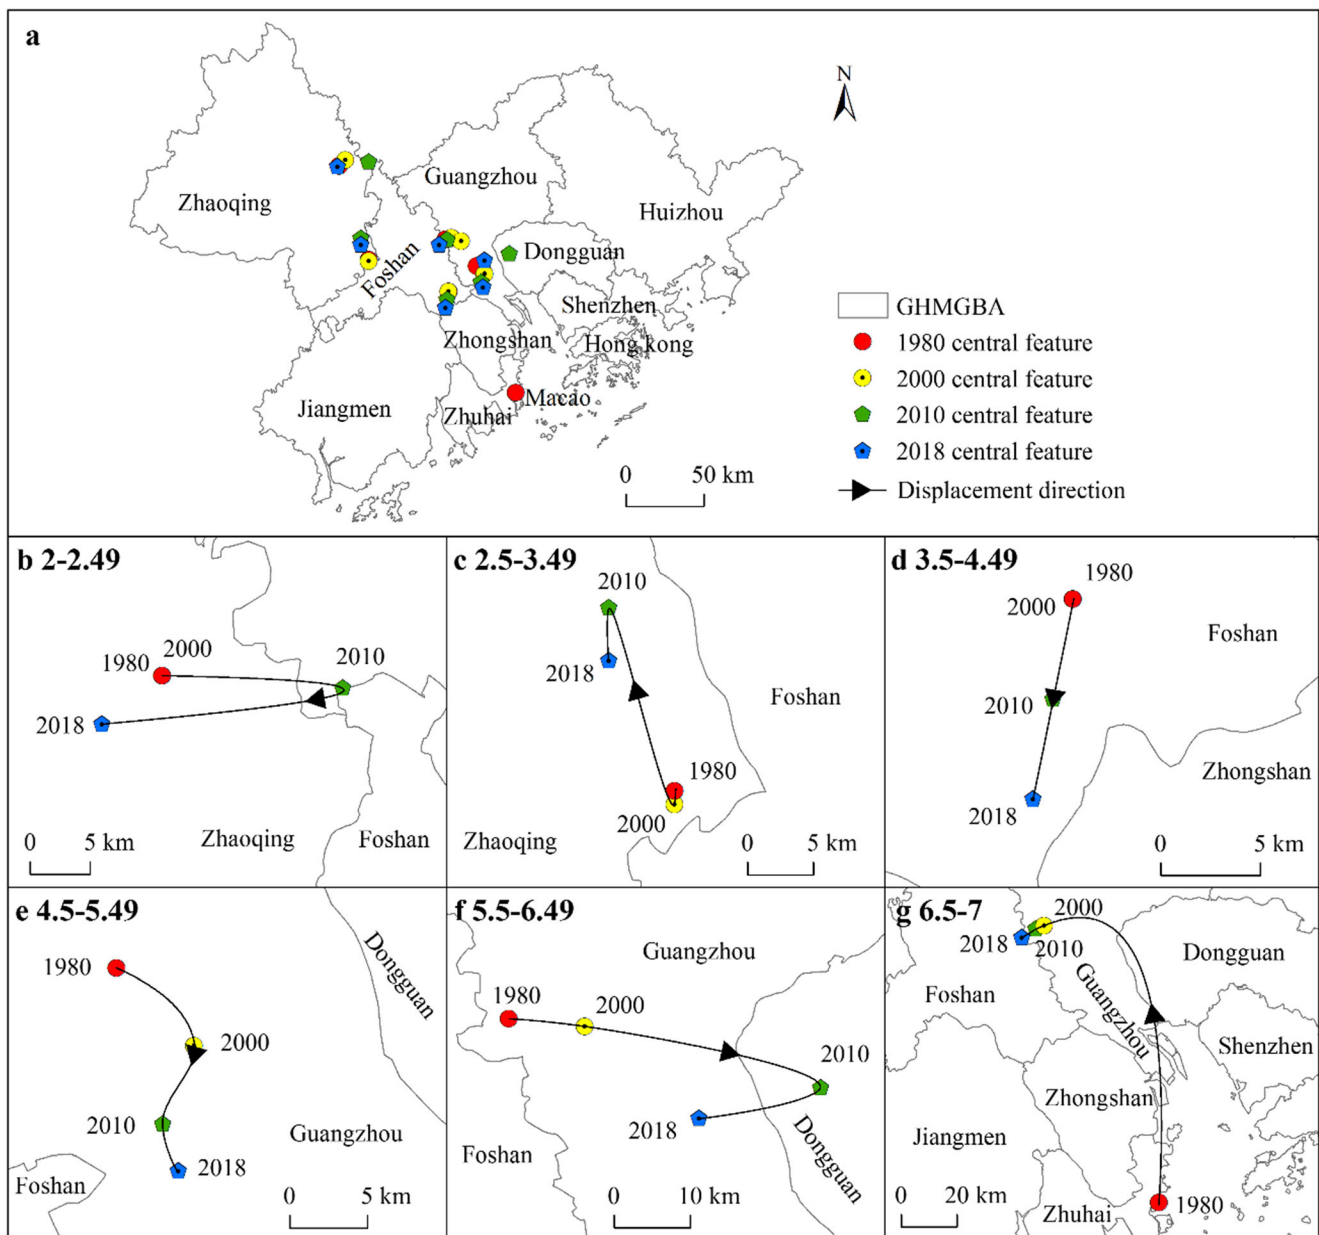 a
N
Guangzhou
Zhaoqing
Huizhou
Foshan
Dongguan
Shenzhen
Zhongshan
Hong kong
Jiangmen
Zhuhai
Macao
0 50 km
GHMGBA
1980 central feature
2000 central feature
2010 central feature
2018 central feature
Displacement direction
b 2-2.49
1980
2000
2010
2018
0 5 km
Zhaoqing
Foshan
c 2.5-3.49
2010
2018
Foshan
1980
2000
Zhaoqing
0 5 km
d 3.5-4.49
1980
2000
Foshan
2010
Zhongshan
2018
0 5 km
e 4.5-5.49
1980
Dongguan
2000
2010
Guangzhou
2018
Foshan
0 5 km
f 5.5-6.49
Guangzhou
1980
2000
2010
2018
Foshan
Dongguan
0 10 km
g 6.5-7
2000
2018
2010
Dongguan
Foshan
Guangzhou
Shenzhen
Zhongshan
Jiangmen
0 20 km
Zhuhai
1980